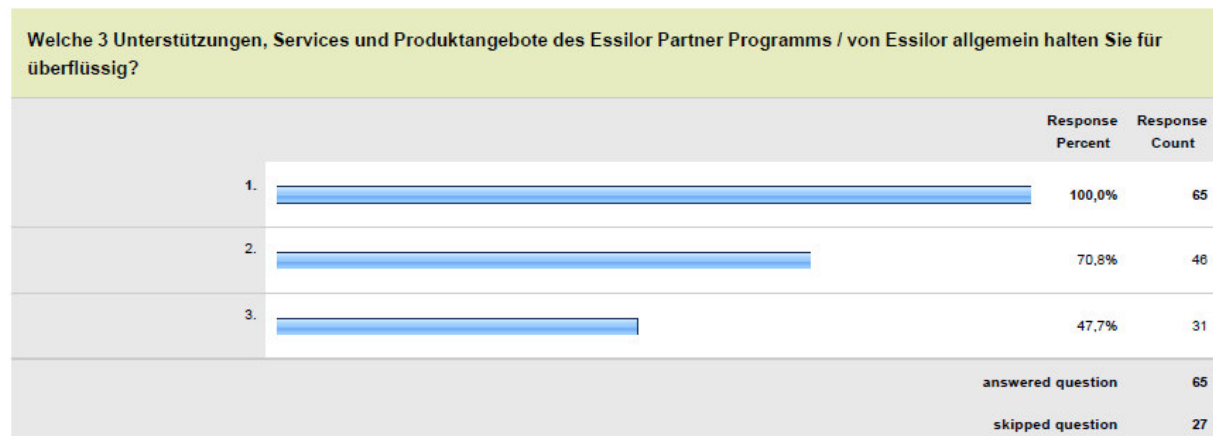 Welche 3 Unterstützungen, Services und Produktangebote des Essilor Partner Programms / von Essilor allgemein halten Sie für
überflüssig?
Response Response
Percent Count
1. 100,0% 65
2. 70,8% 46
3. 47,7% 31
answered question 65
skipped question 27